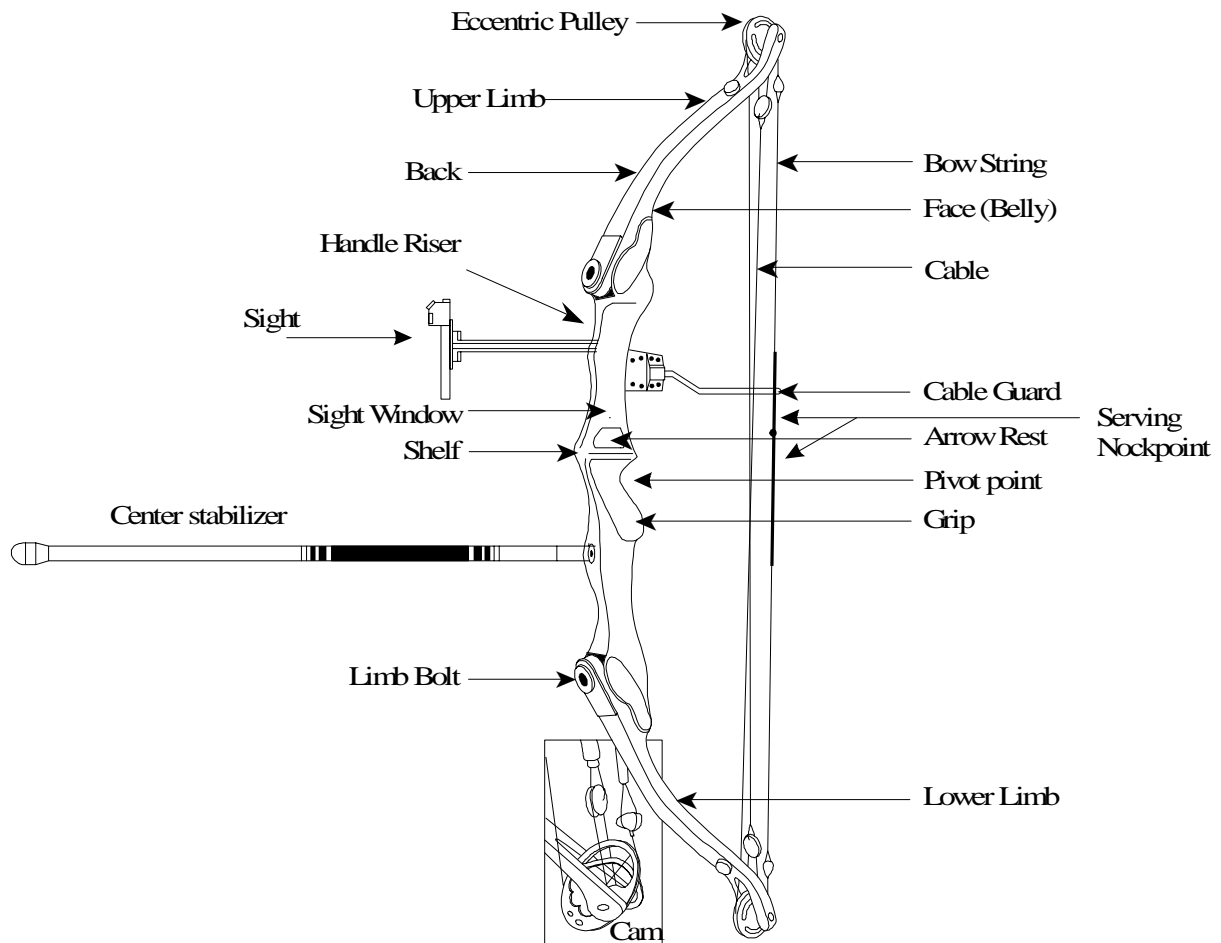 Eccentric Pulley
Upper Limb
Back
Bow String
Face (Belly)
Handle Riser
Cable
Sight
Cable Guard
Sight Window
Serving
Nockpoint
Arrow Rest
Shelf
Pivot point
Center stabilizer
Grip
Limb Bolt
Lower Limb
Cam